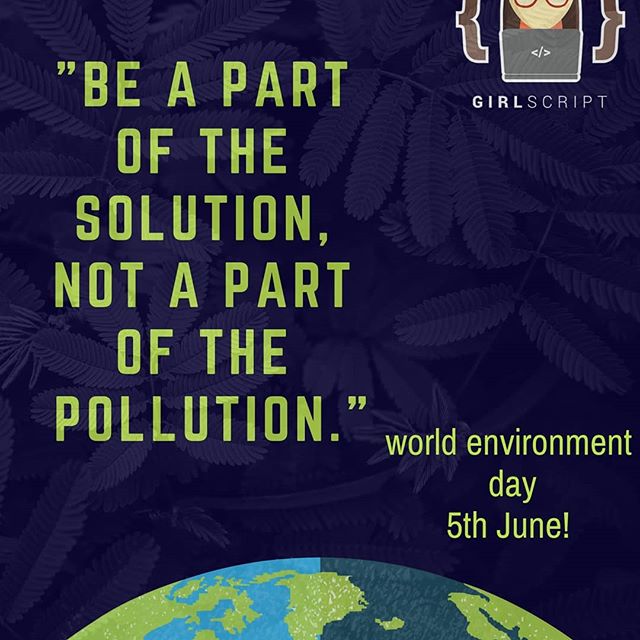 ”BE A PART
OF THE
SOLUTION,
NOT A PART
OF THE
POLLUTION.”
</>
GIRLSCRIPT
world environment
day
5th June!